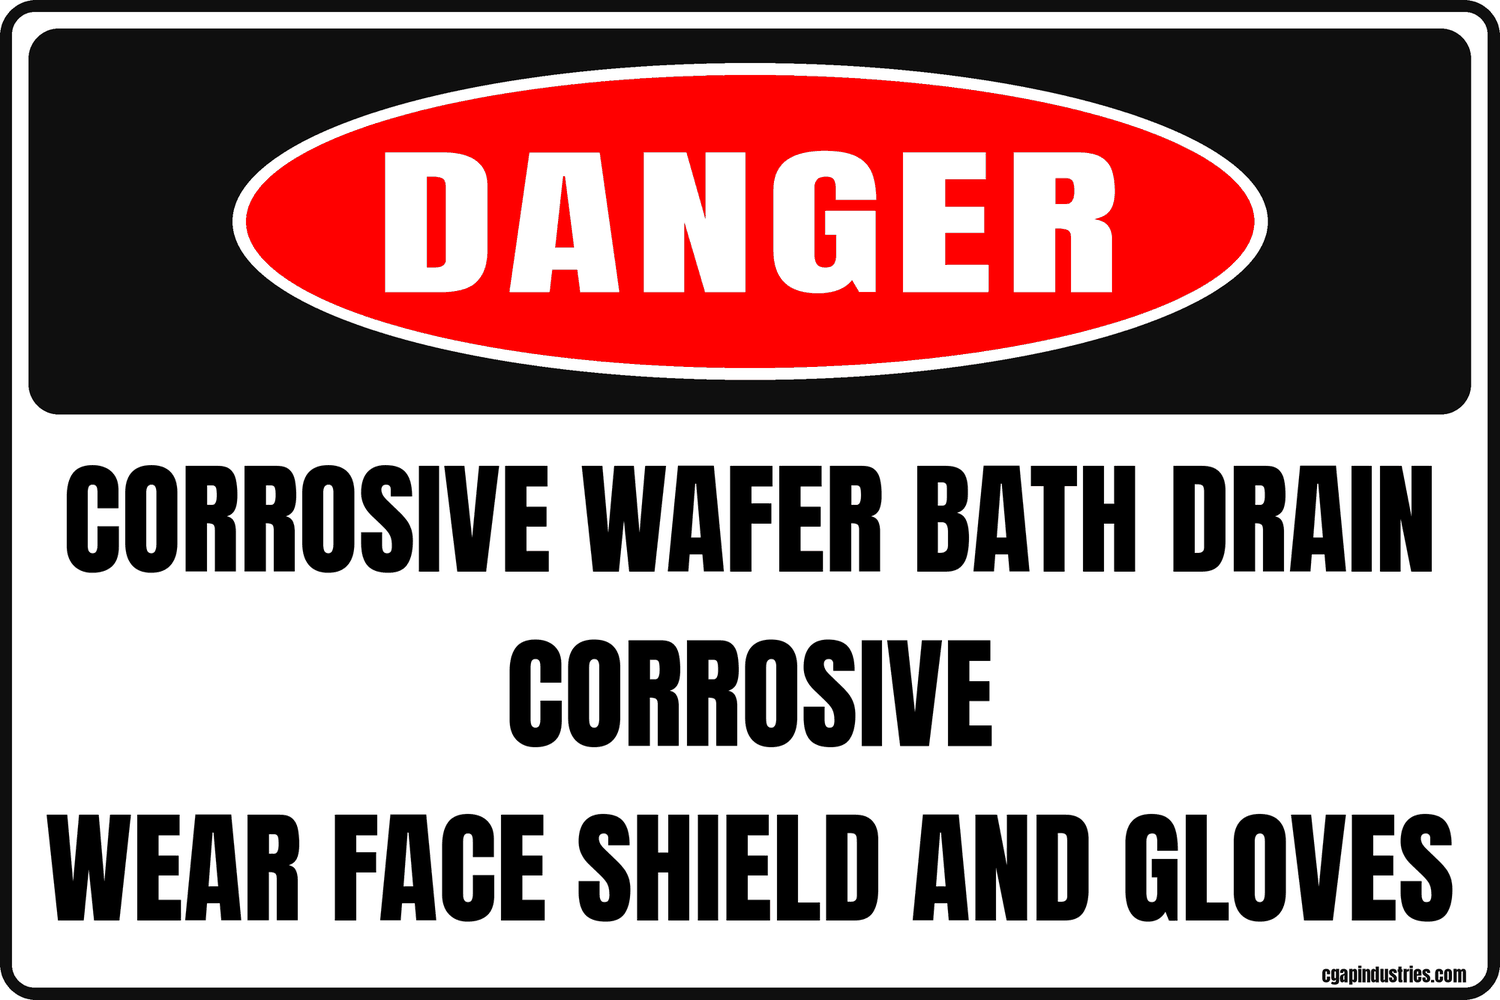 DANGER
CORROSIVE WAFER BATH DRAIN
CORROSIVE
WEAR FACE SHIELD AND GLOVES
cgapindustries.com